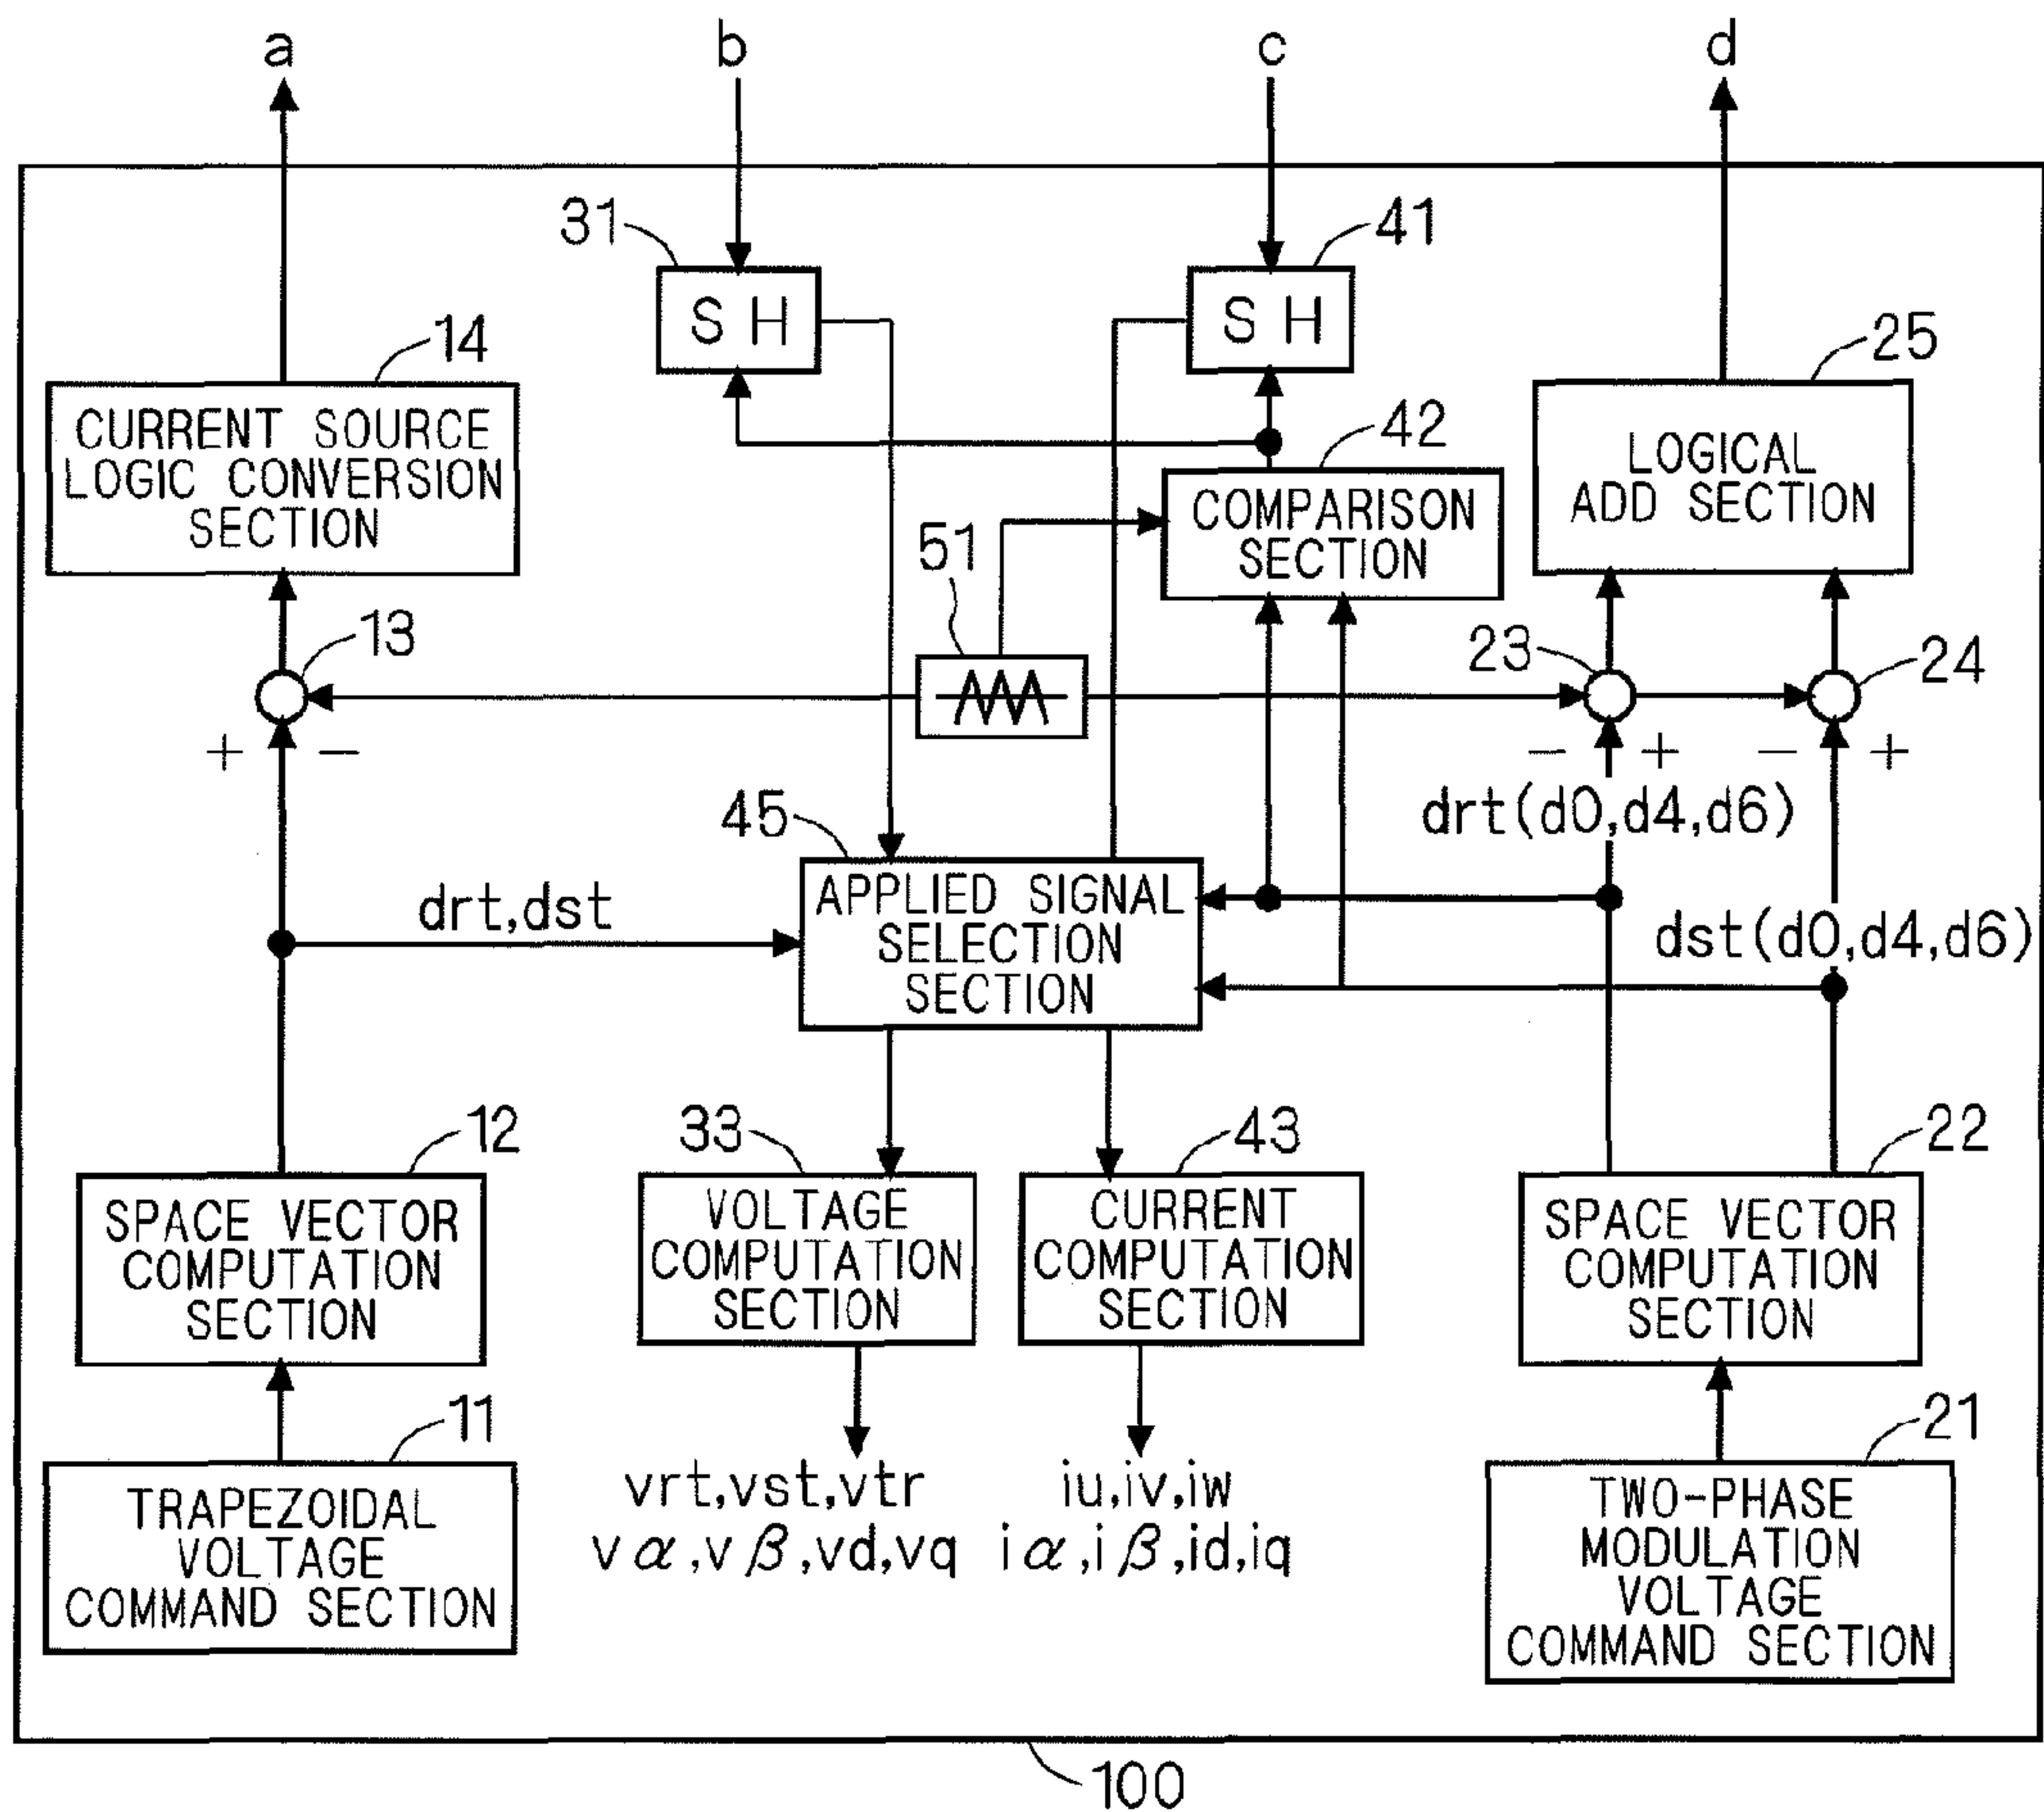 a
b
c
d
31
41
S H
S H
14
25
CURRENT SOURCE
LOGIC CONVERSION
SECTION
42
LOGICAL
ADD SECTION
COMPARISON
SECTION
51
13
23
24
+ −
− +
− +
drt(d0,d4,d6)
45
drt,dst
APPLIED SIGNAL
SELECTION
SECTION
dst(d0,d4,d6)
12
33
43
22
SPACE VECTOR
COMPUTATION
SECTION
VOLTAGE
COMPUTATION
SECTION
CURRENT
COMPUTATION
SECTION
SPACE VECTOR
COMPUTATION
SECTION
11
21
TRAPEZOIDAL
VOLTAGE
COMMAND SECTION
vrt,vst,vtr
vα,vβ,vd,vq
iu,iv,iw
iα,iβ,id,iq
TWO-PHASE
MODULATION
VOLTAGE
COMMAND SECTION
100